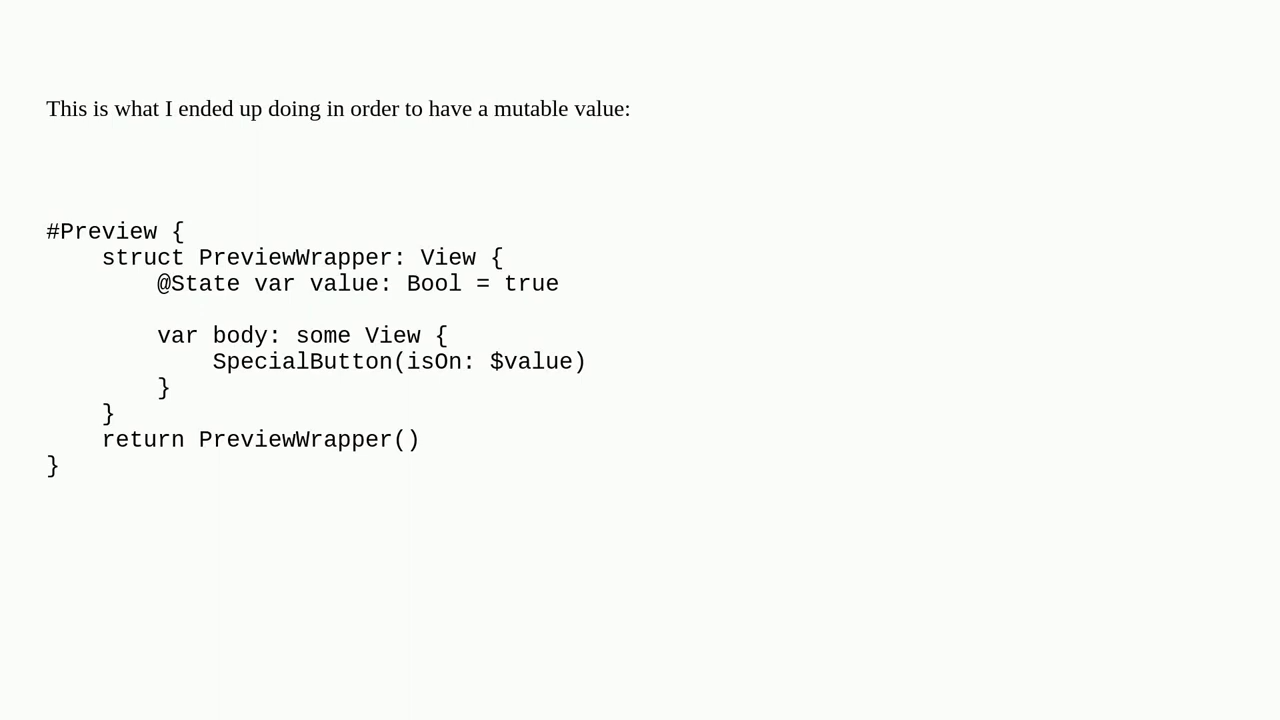 This is what I ended up doing in order to have a mutable value:
#Preview {
    struct PreviewWrapper: View {
        @State var value: Bool = true

        var body: some View {
            SpecialButton(isOn: $value)
        }
    }
    return PreviewWrapper()
}